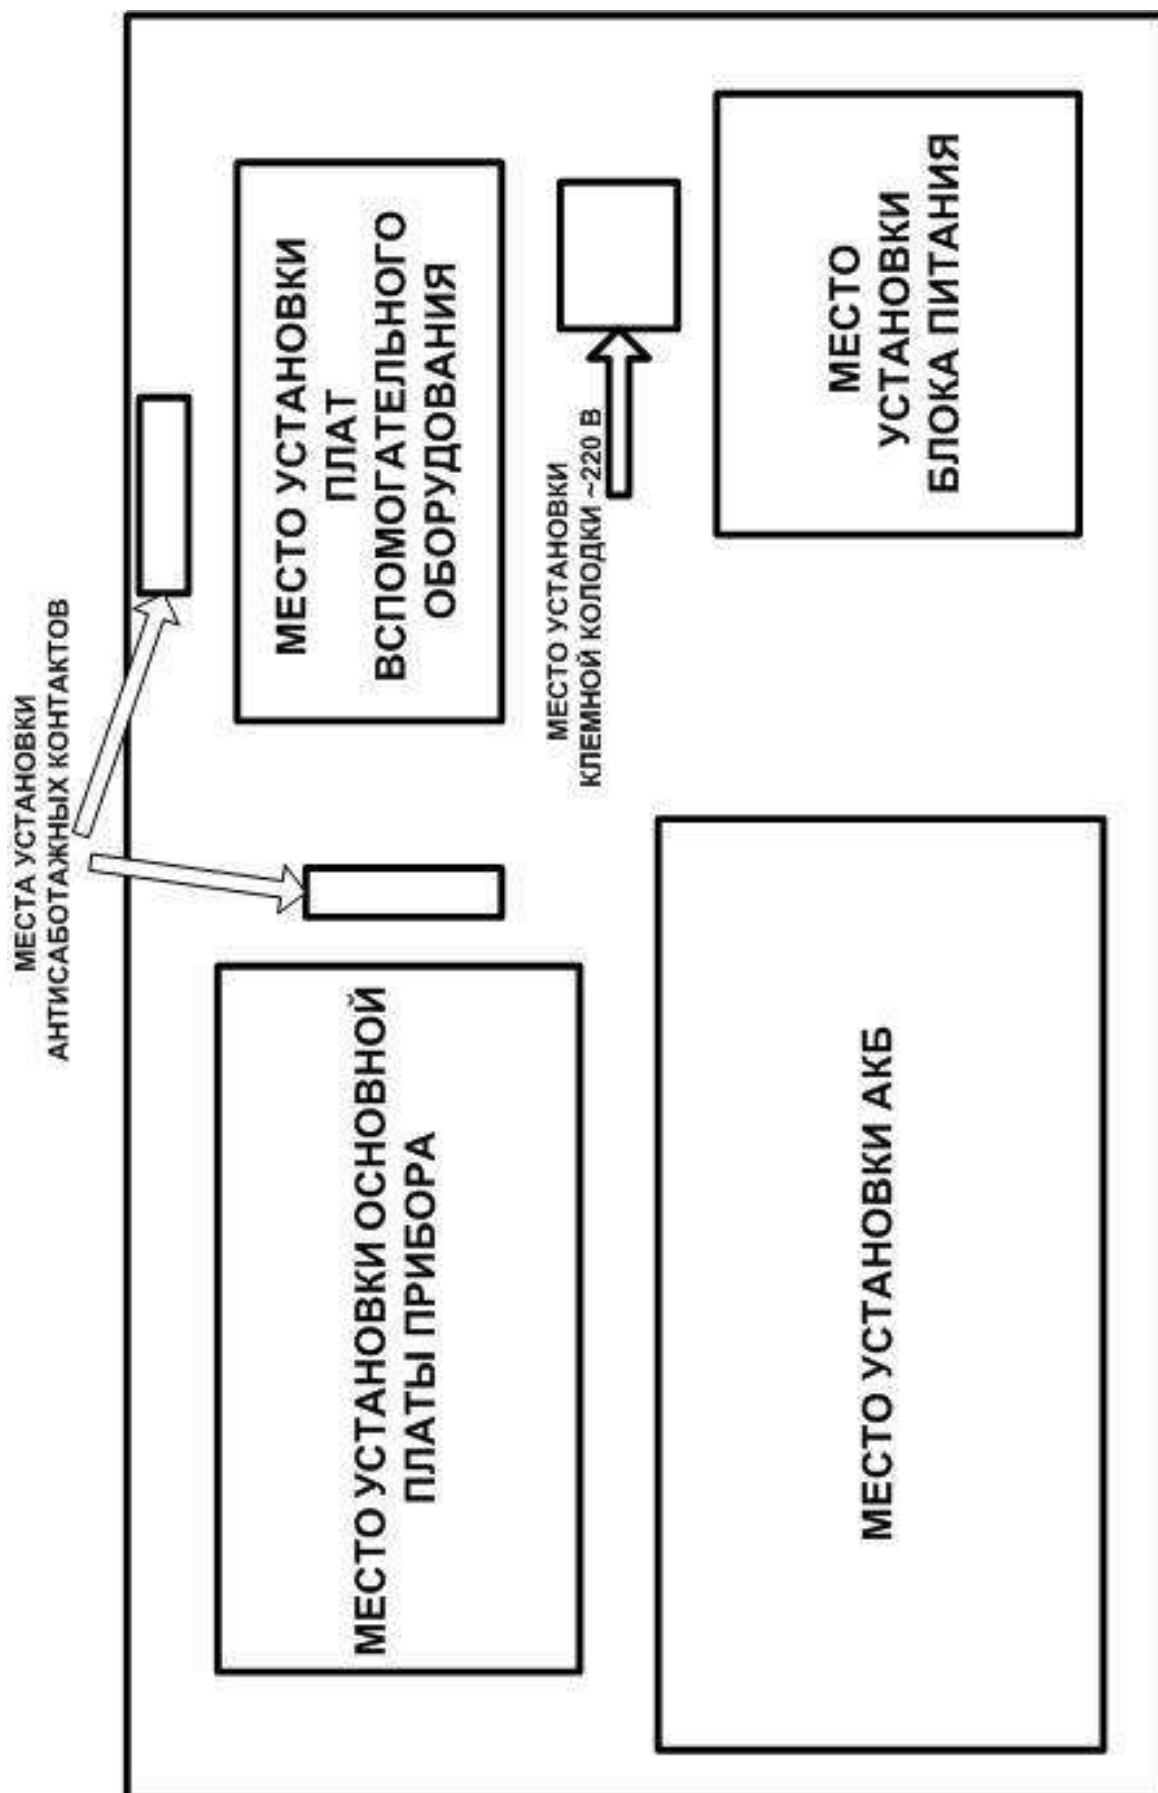 МЕСТА УСТАНОВКИ
АНТИСАБОТАЖНЫХ КОНТАКТОВ
МЕСТО УСТАНОВКИ ОСНОВНОЙ
ПЛАТЫ ПРИБОРА
МЕСТО УСТАНОВКИ
ПЛАТ
ВСПОМОГАТЕЛЬНОГО
ОБОРУДОВАНИЯ
МЕСТО УСТАНОВКИ
КЛЕМНОЙ КОЛОДКИ ~220 В
МЕСТО УСТАНОВКИ АКБ
МЕСТО
УСТАНОВКИ
БЛОКА ПИТАНИЯ